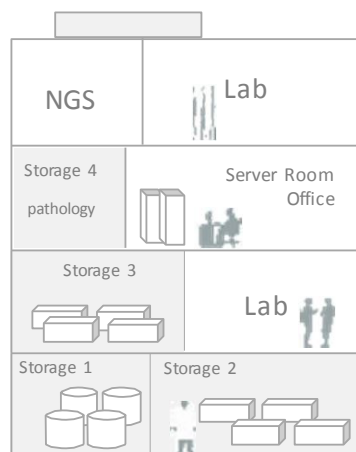 NGS
Lab
Storage 4
pathology
Server Room
Office
Storage 3
Lab
Storage 1
Storage 2